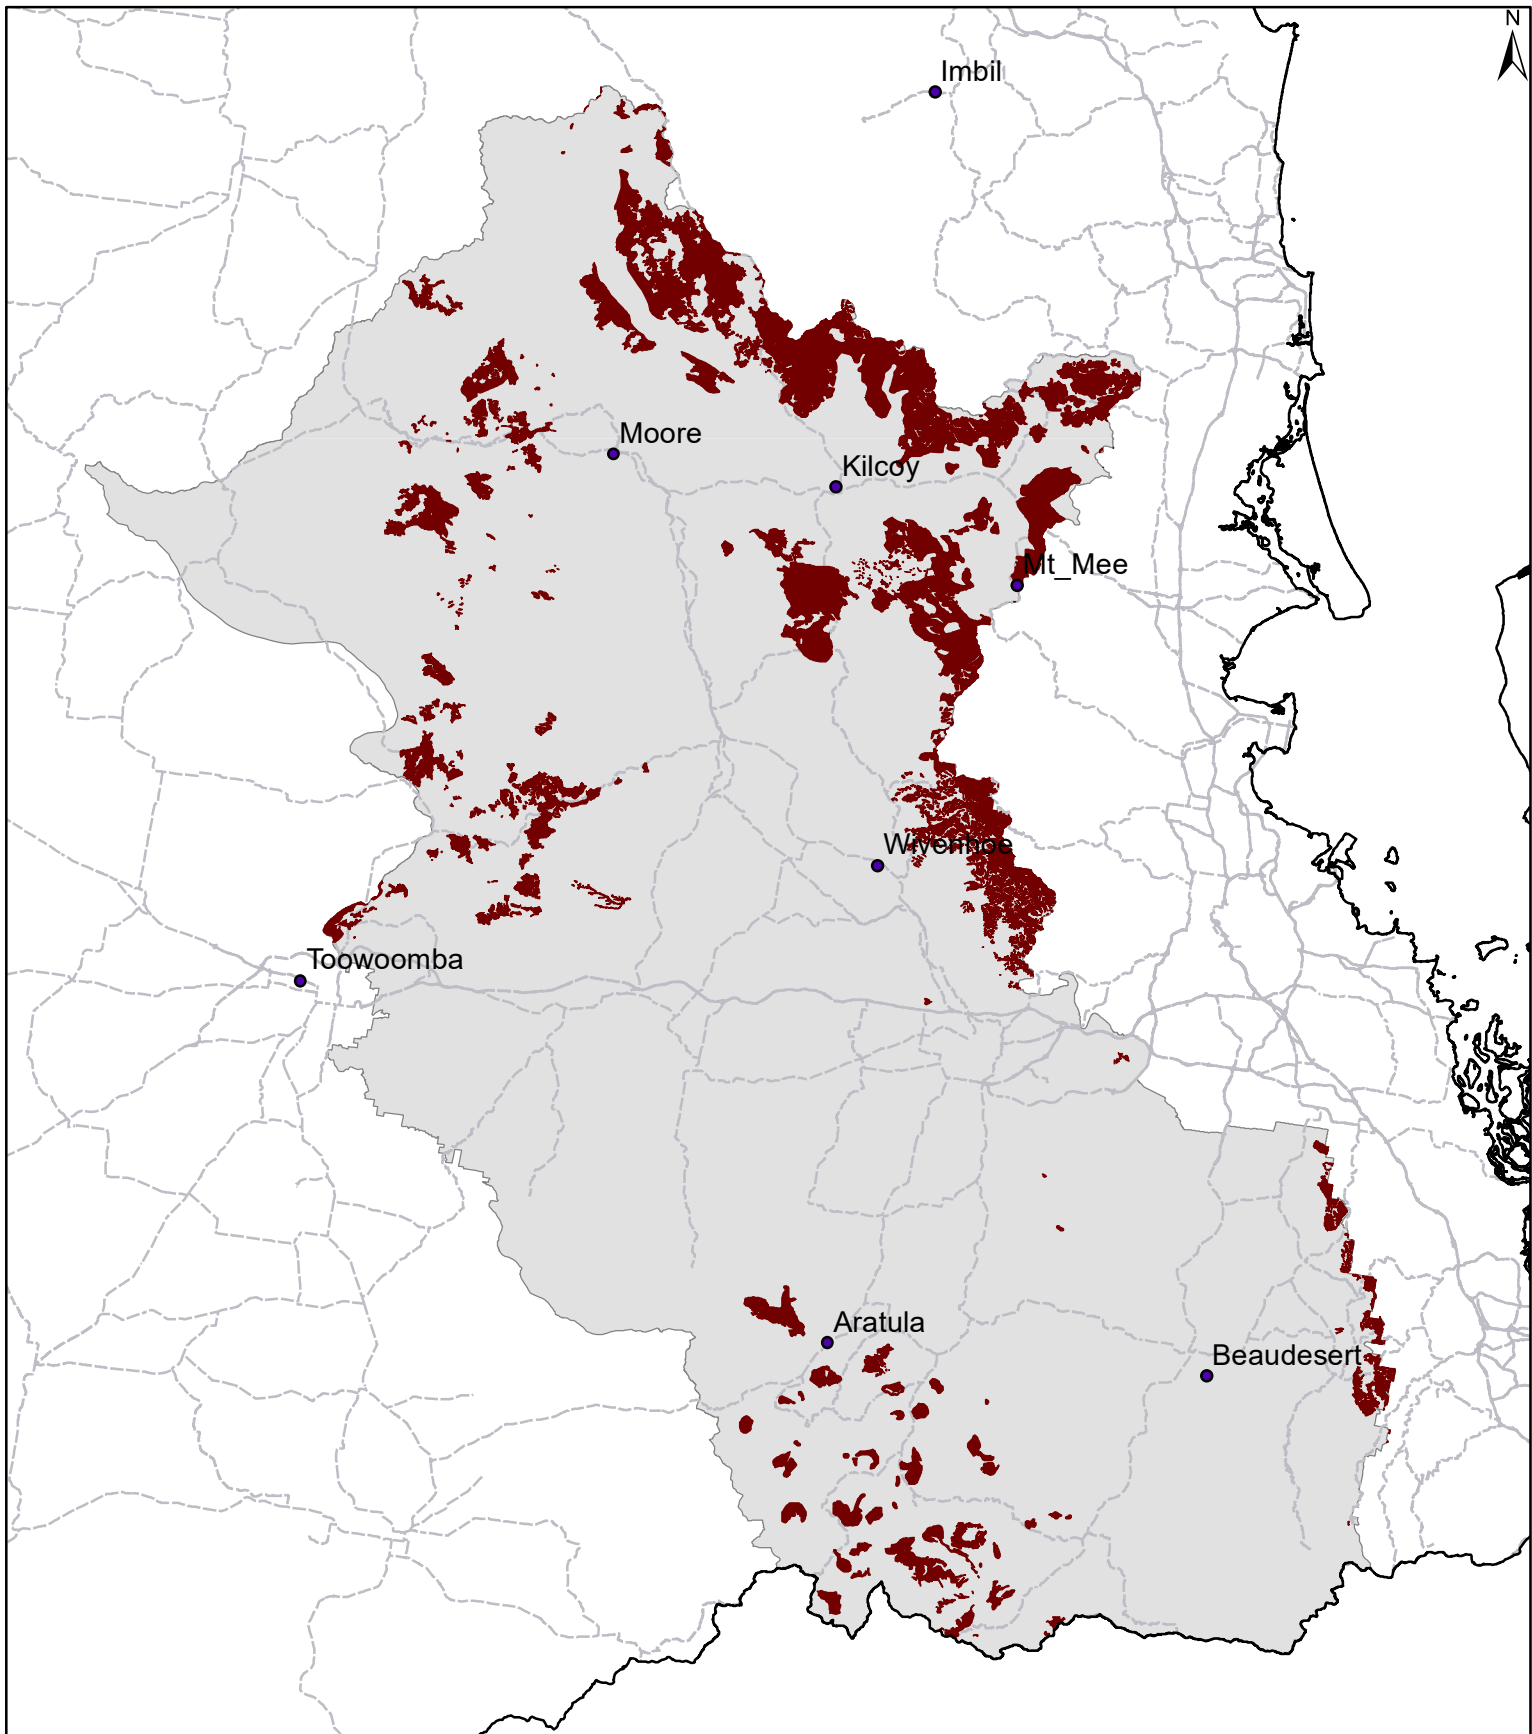 N
Imbil
Moore
Kilcoy
Mt_Mee
Wivenhoe
Toowoomba
Aratula
Beaudesert